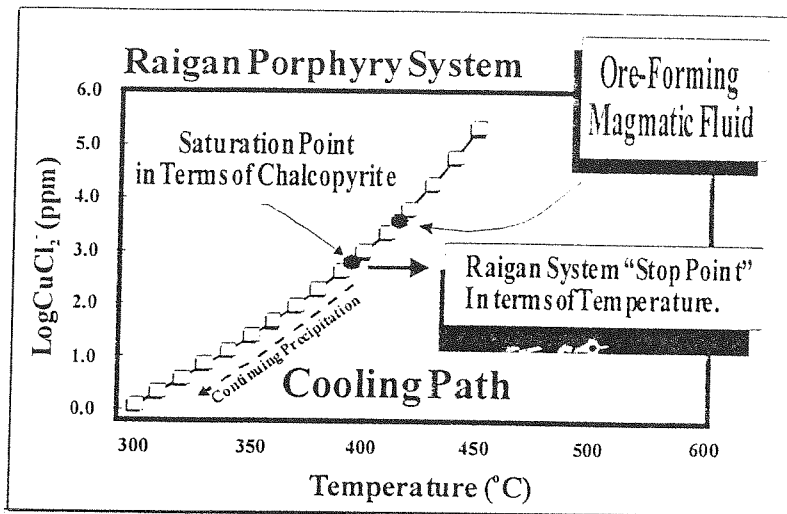 Raigan Porphyry System
Ore-Forming
Magmatic Fluid
Saturation Point
in Terms of Chalcopyrite
Raigan System “Stop Point”
In terms of Temperature.
Continuing Precipitation
Cooling Path
LogCuCl₂⁻ (ppm)
6.0
5.0
4.0
3.0
2.0
1.0
0.0
300
350
400
450
500
600
Temperature (°C)